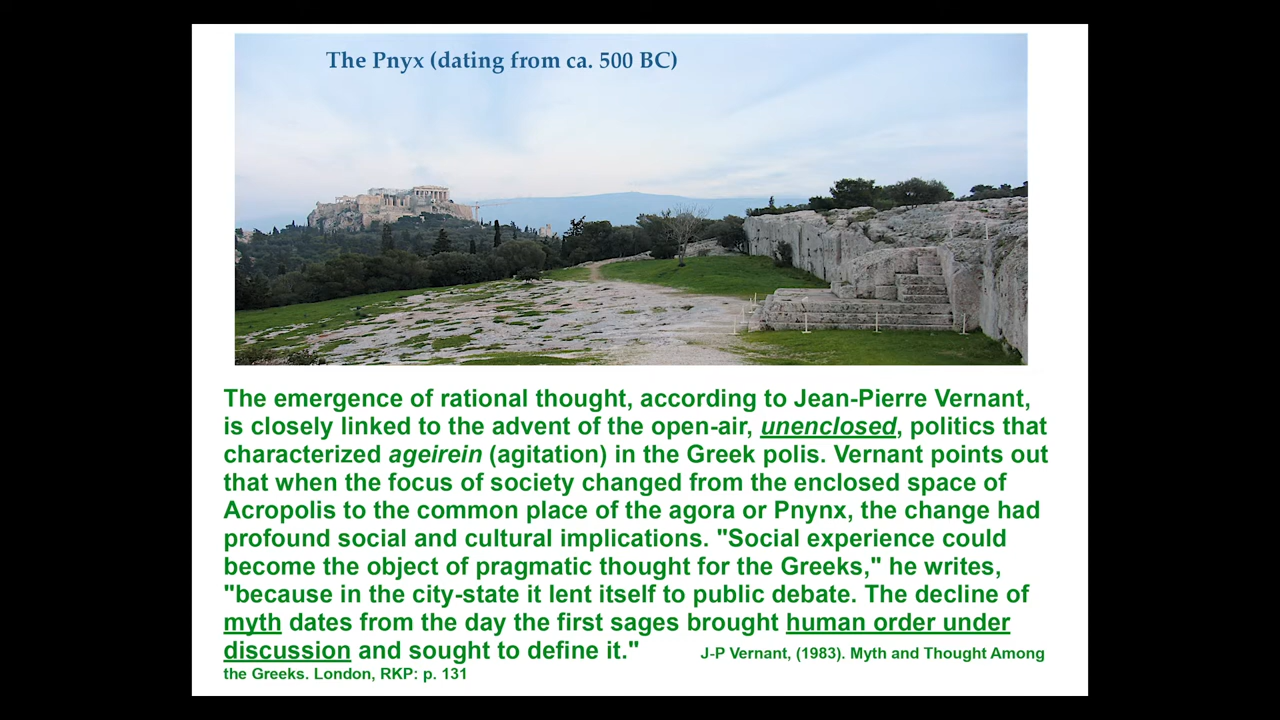 The Pnyx (dating from ca. 500 BC)
The emergence of rational thought, according to Jean-Pierre Vernant,
is closely linked to the advent of the open-air, unenclosed, politics that
characterized ageirein (agitation) in the Greek polis. Vernant points out
that when the focus of society changed from the enclosed space of
Acropolis to the common place of the agora or Pnynx, the change had
profound social and cultural implications. "Social experience could
become the object of pragmatic thought for the Greeks," he writes,
"because in the city-state it lent itself to public debate. The decline of
myth dates from the day the first sages brought human order under
discussion and sought to define it." J-P Vernant, (1983). Myth and Thought Among
the Greeks. London, RKP: p. 131